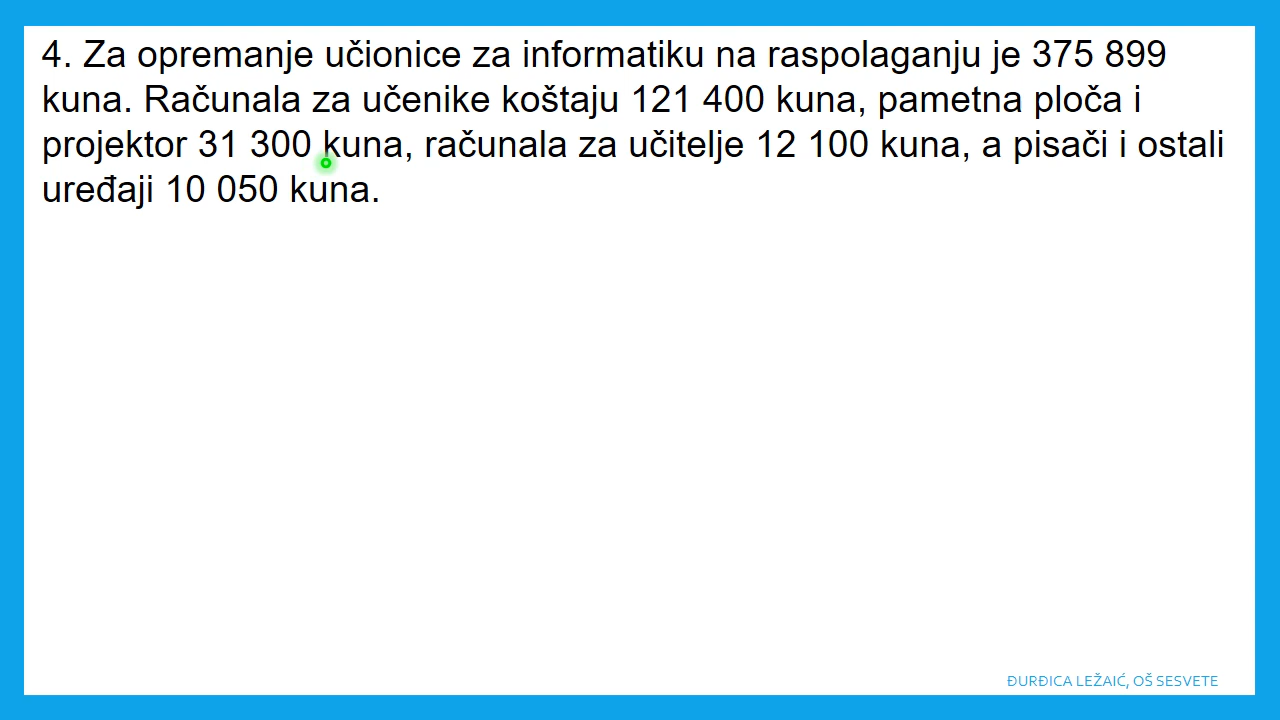 4. Za opremanje učionice za informatiku na raspolaganju je 375 899
kuna. Računala za učenike koštaju 121 400 kuna, pametna ploča i
projektor 31 300 kuna, računala za učitelje 12 100 kuna, a pisači i ostali
uređaji 10 050 kuna.
ĐURĐICA LEŽAIĆ, OŠ SESVETE